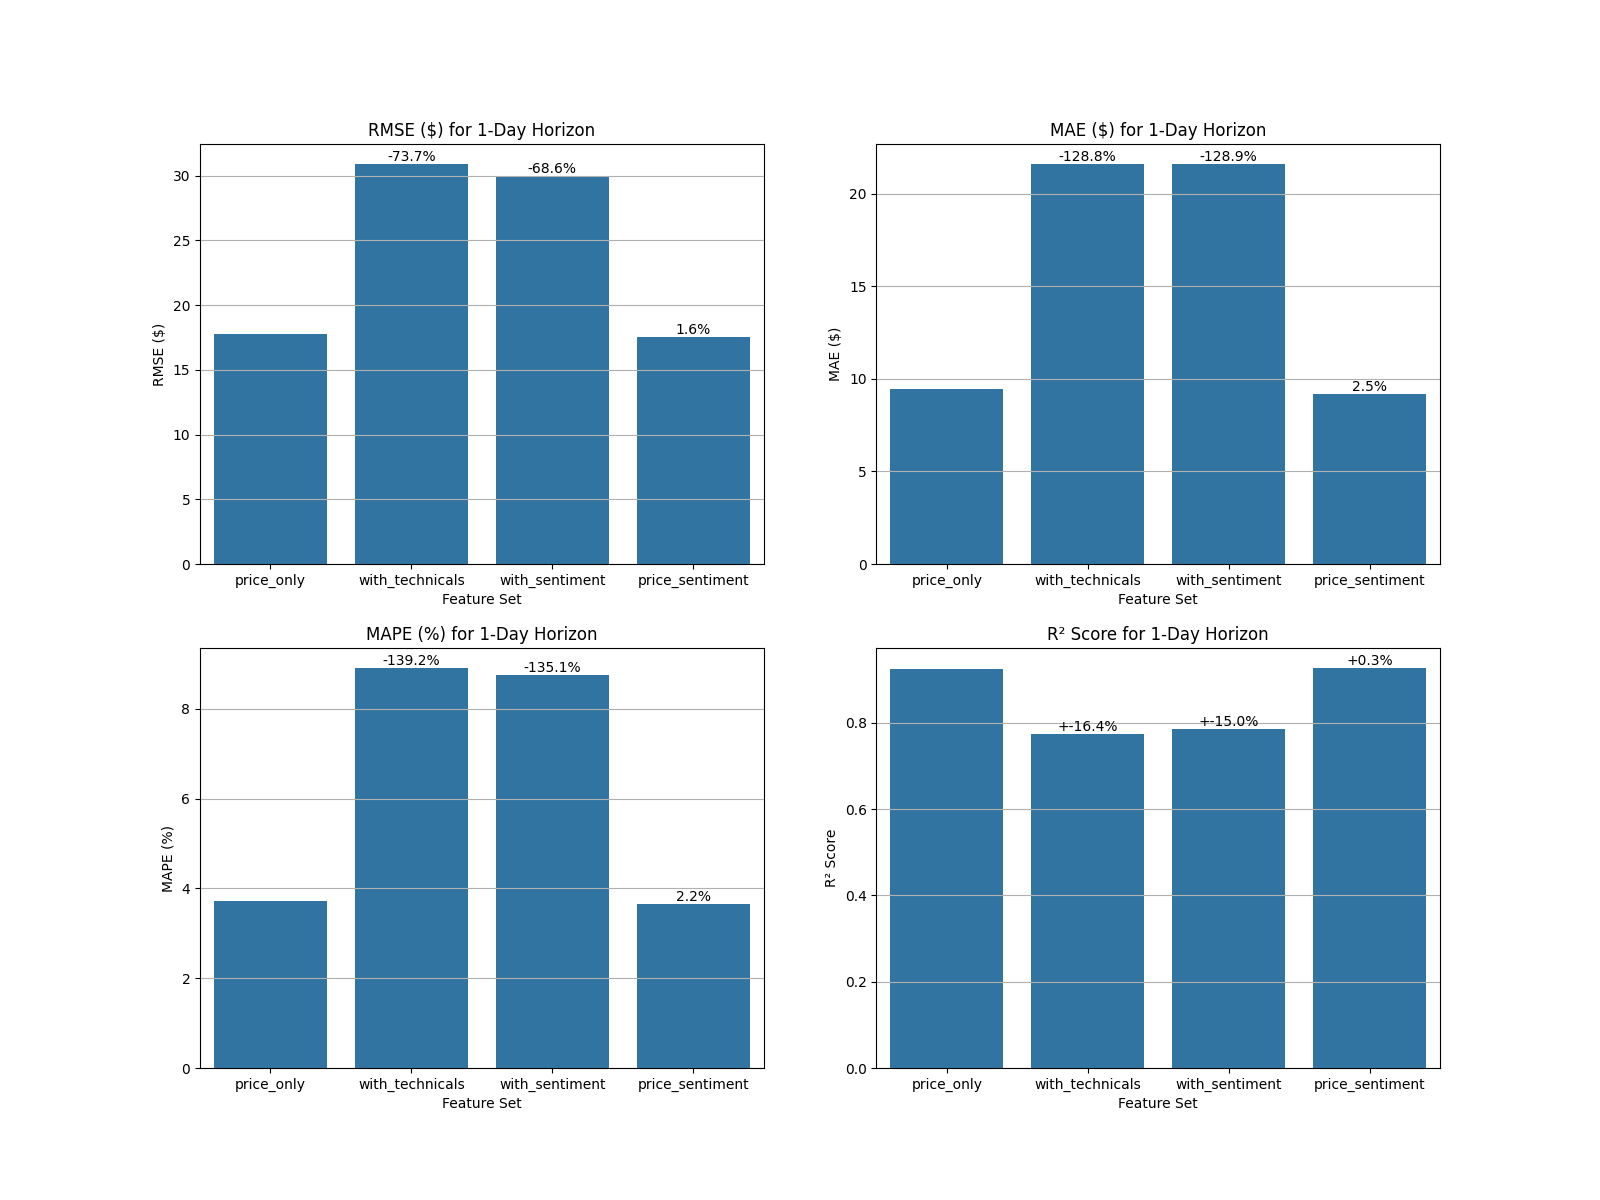 RMSE ($) for 1-Day Horizon
RMSE ($)
30
25
20
15
10
5
0
-73.7%
-68.6%
1.6%
price_only
with_technicals
with_sentiment
price_sentiment
Feature Set
MAE ($) for 1-Day Horizon
MAE ($)
20
15
10
5
0
-128.8%
-128.9%
2.5%
price_only
with_technicals
with_sentiment
price_sentiment
Feature Set
MAPE (%) for 1-Day Horizon
MAPE (%)
8
6
4
2
0
-139.2%
-135.1%
2.2%
price_only
with_technicals
with_sentiment
price_sentiment
Feature Set
R² Score for 1-Day Horizon
R² Score
0.8
0.6
0.4
0.2
0.0
+-16.4%
+-15.0%
+0.3%
price_only
with_technicals
with_sentiment
price_sentiment
Feature Set